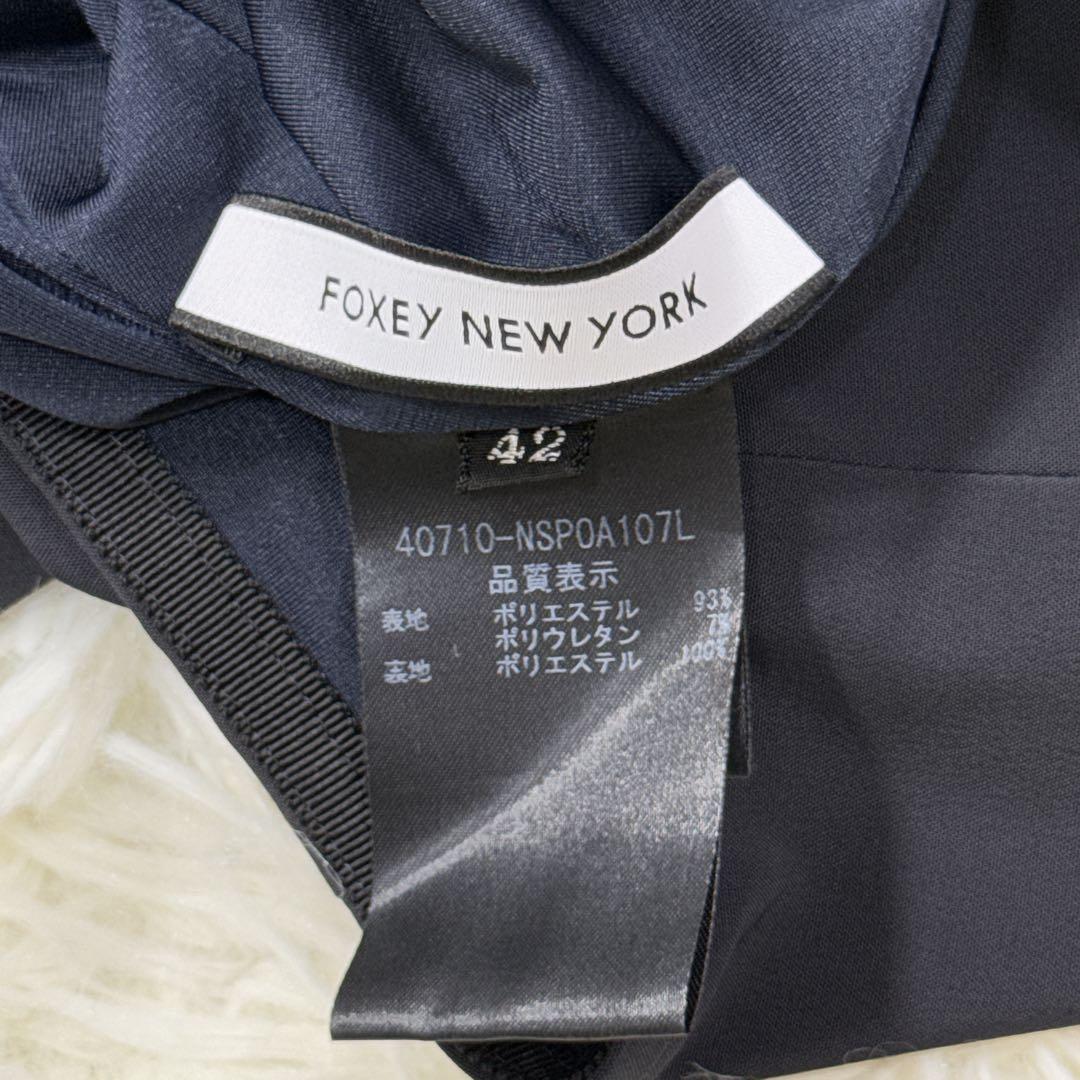 FOXEY NEW YORK
42
40710-NSPOA107L
品質表示
表地 ポリエステル 93%
ポリウレタン 7%
裏地 ポリエステル 100%